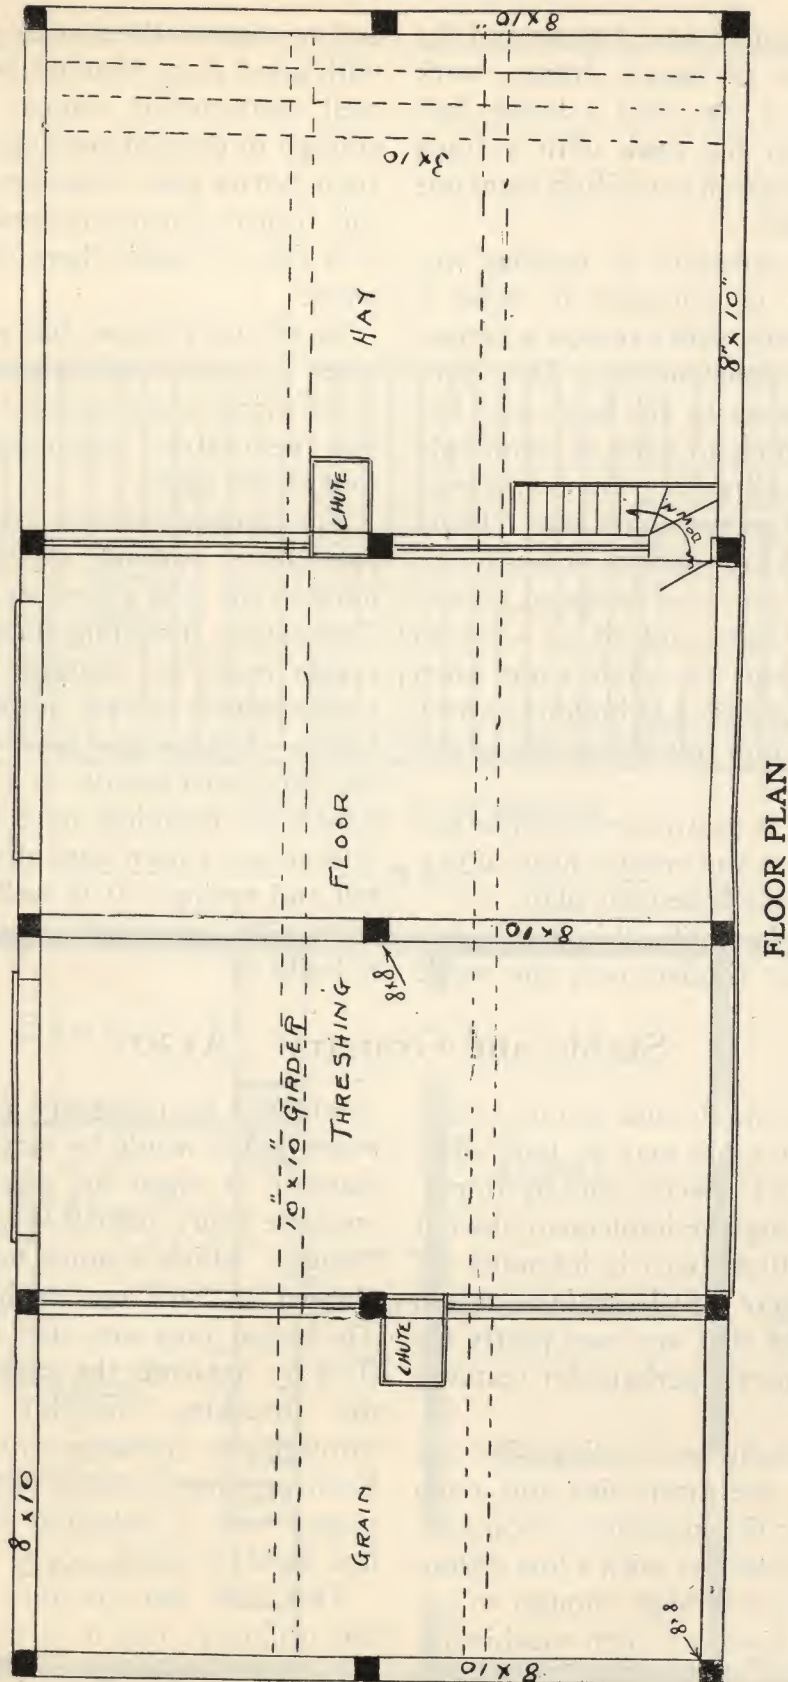 8 x 10
8 x 10
3 x 10
HAY
8" x 10"
CHUTE
DOWN
FLOOR
8 x 10
8+8
THRESHING
10" x 10" GIRDER
CHUTE
GRAIN
8 x 10
8+8
FLOOR PLAN